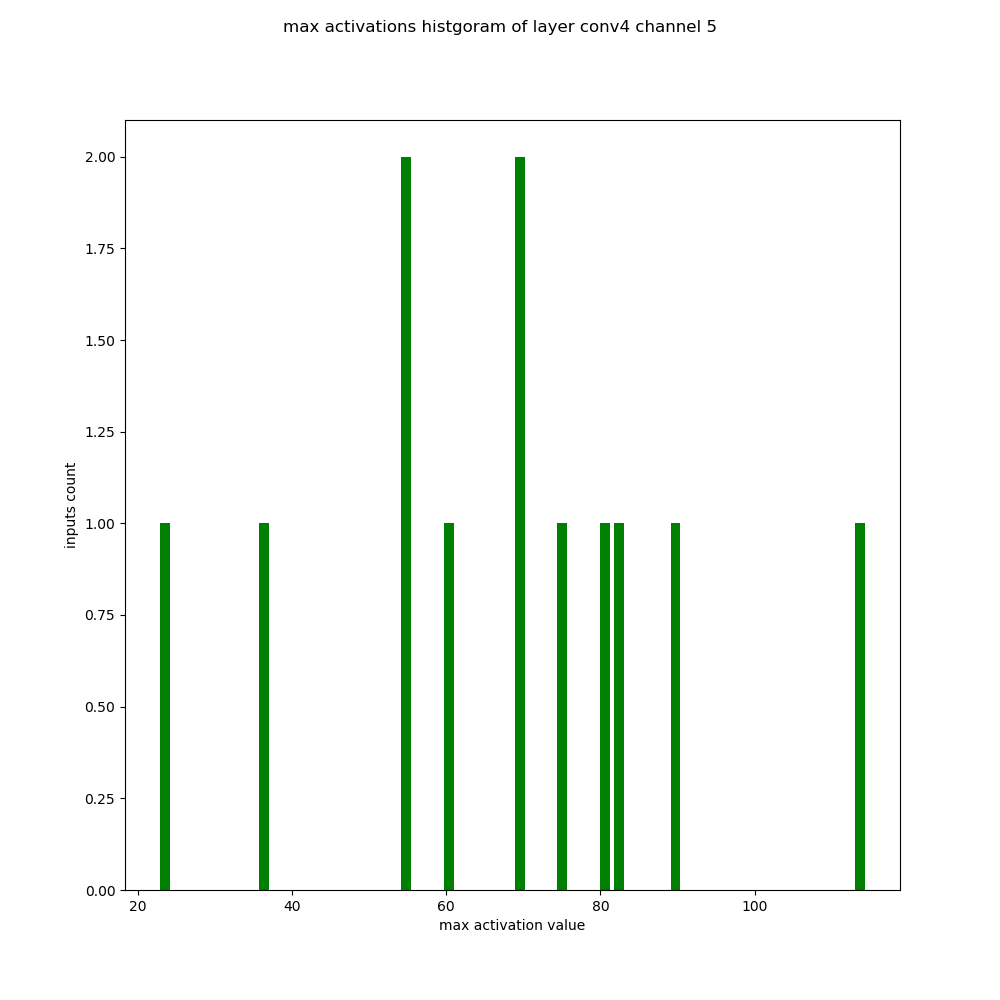 max activations histgoram of layer conv4 channel 5
2.00
1.75
1.50
1.25
1.00
0.75
0.50
0.25
0.00
inputs count
20 40 60 80 100
max activation value